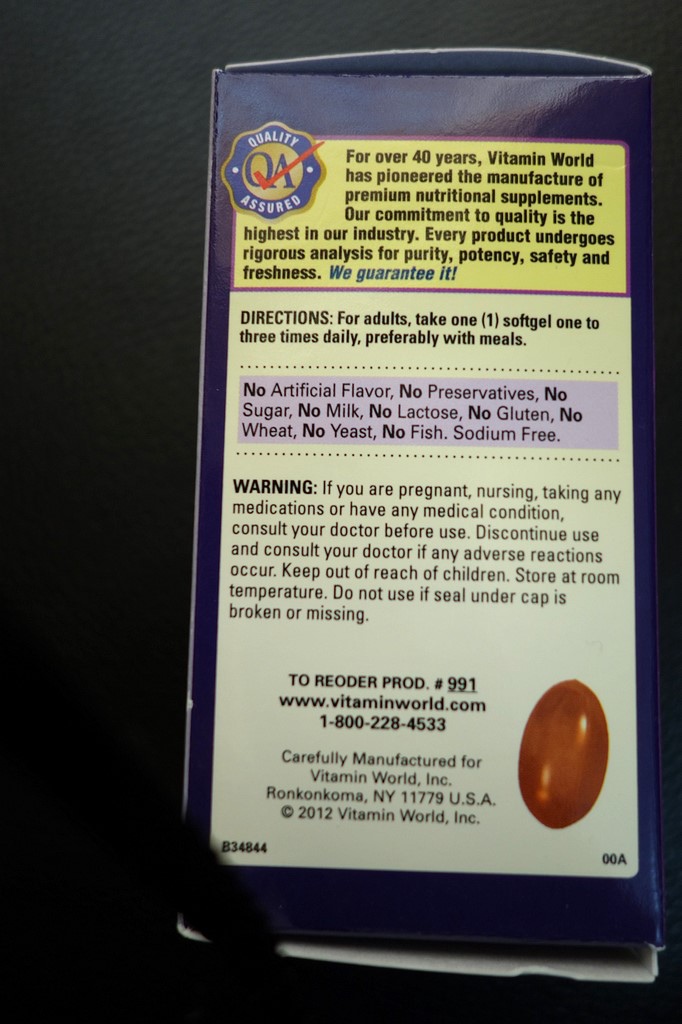 QUALITY
QA
ASSURED
For over 40 years, Vitamin World
has pioneered the manufacture of
premium nutritional supplements.
Our commitment to quality is the
highest in our industry. Every product undergoes
rigorous analysis for purity, potency, safety and
freshness. We guarantee it!
DIRECTIONS: For adults, take one (1) softgel one to
three times daily, preferably with meals.
No Artificial Flavor, No Preservatives, No
Sugar, No Milk, No Lactose, No Gluten, No
Wheat, No Yeast, No Fish. Sodium Free.
WARNING: If you are pregnant, nursing, taking any
medications or have any medical condition,
consult your doctor before use. Discontinue use
and consult your doctor if any adverse reactions
occur. Keep out of reach of children. Store at room
temperature. Do not use if seal under cap is
broken or missing.
TO REODER PROD. # 991
www.vitaminworld.com
1-800-228-4533
Carefully Manufactured for
Vitamin World, Inc.
Ronkonkoma, NY 11779 U.S.A.
© 2012 Vitamin World, Inc.
B34844
00A